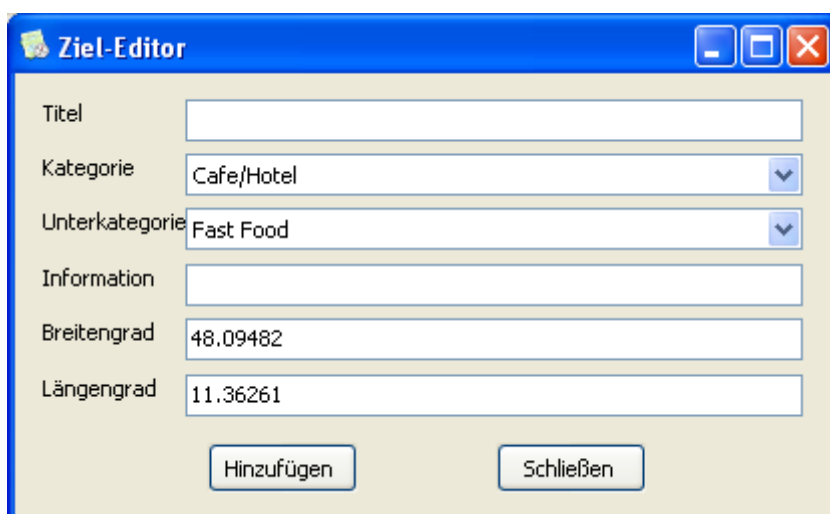 Ziel-Editor
Titel
Kategorie Cafe/Hotel
Unterkategorie Fast Food
Information
Breitengrad 48.09482
Längengrad 11.36261
Hinzufügen Schließen